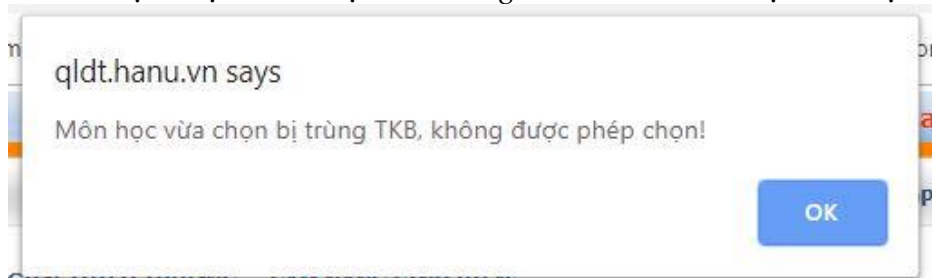 qldt.hanu.vn says
Môn học vừa chọn bị trùng TKB, không được phép chọn!
OK